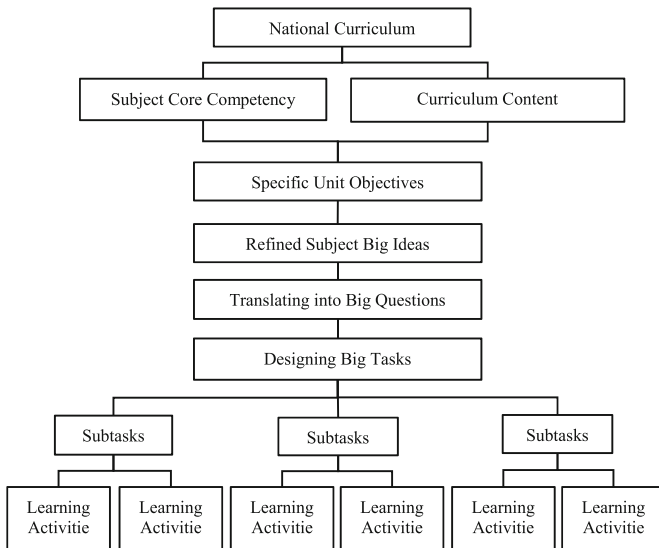 National Curriculum
Subject Core Competency
Curriculum Content
Specific Unit Objectives
Refined Subject Big Ideas
Translating into Big Questions
Designing Big Tasks
Subtasks
Subtasks
Subtasks
Learning
Activitie
Learning
Activitie
Learning
Activitie
Learning
Activitie
Learning
Activitie
Learning
Activitie